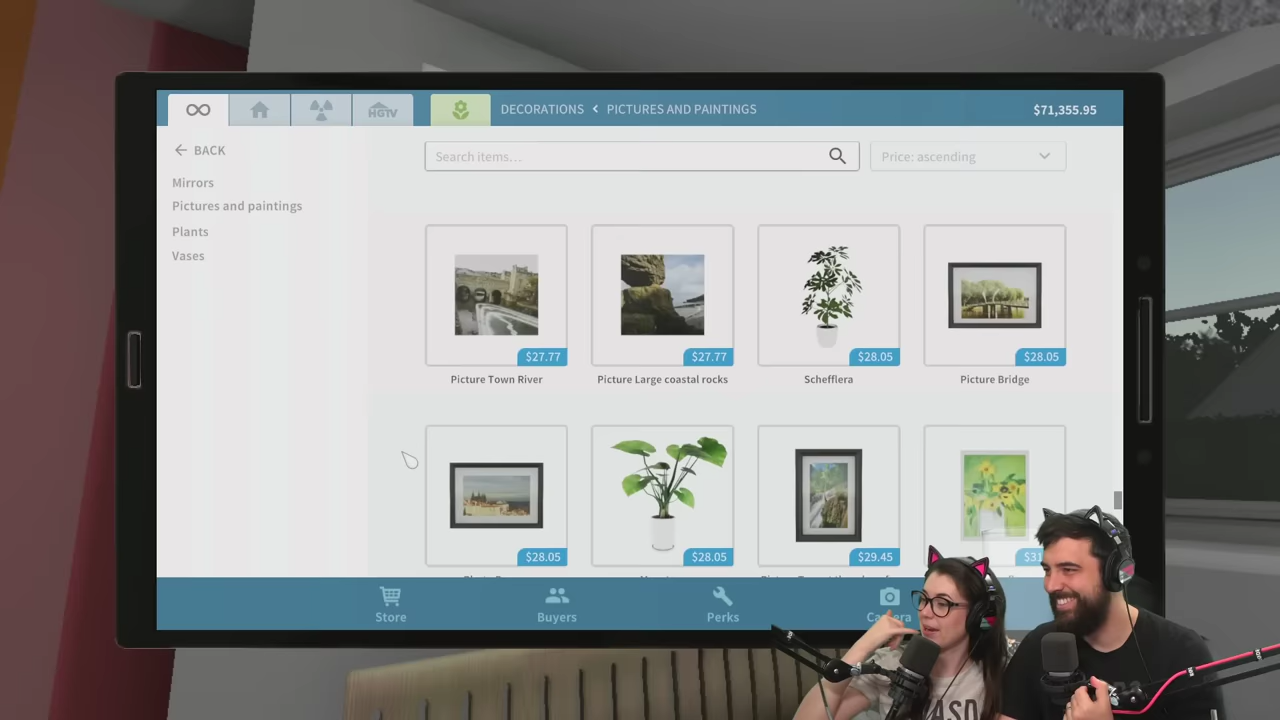 HGTV
DECORATIONS < PICTURES AND PAINTINGS
$71,355.95
BACK
Mirrors
Pictures and paintings
Plants
Vases
Search items...
Price: ascending
$27.77
$27.77
$28.05
$28.05
Picture Town River
Picture Large coastal rocks
Schefflera
Picture Bridge
$28.05
$28.05
$29.45
Store
Buyers
Perks